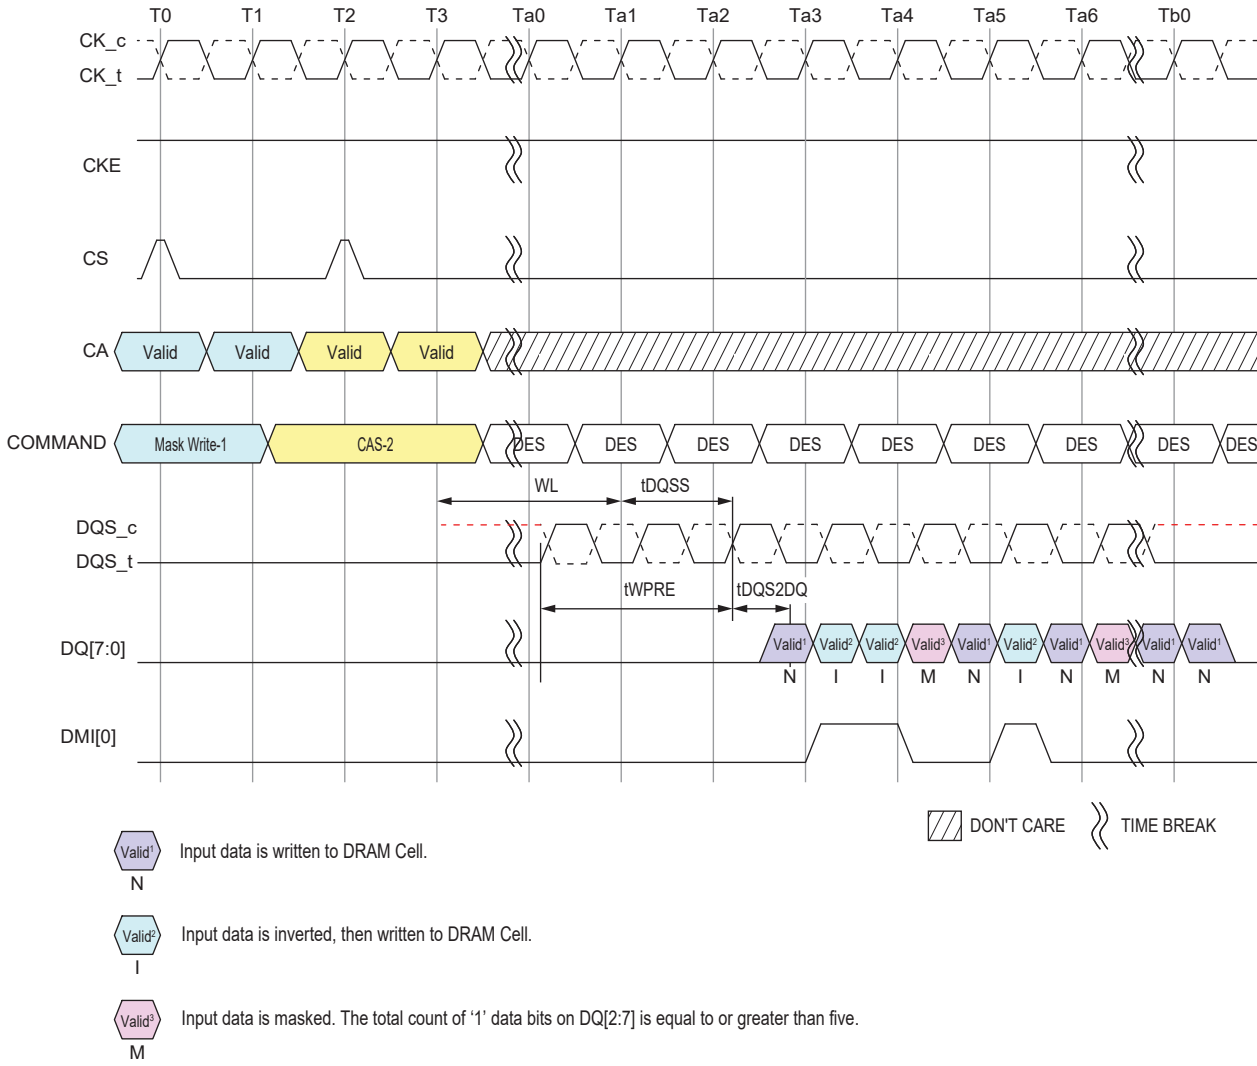 T0 T1 T2 T3 Ta0 Ta1 Ta2 Ta3 Ta4 Ta5 Ta6 Tb0
CK_c
CK_t
CKE
CS
CA Valid Valid Valid Valid
COMMAND Mask Write-1 CAS-2 DES DES DES DES DES DES DES DES DES
WL tDQSS
DQS_c
DQS_t
tWPRE tDQS2DQ
DQ[7:0] Valid¹ Valid² Valid² Valid³ Valid¹ Valid² Valid¹ Valid³ Valid¹ Valid¹
N I I M N I N M N N
DMI[0]
DON'T CARE TIME BREAK
Valid¹ Input data is written to DRAM Cell.
N
Valid² Input data is inverted, then written to DRAM Cell.
I
Valid³ Input data is masked. The total count of ‘1’ data bits on DQ[2:7] is equal to or greater than five.
M